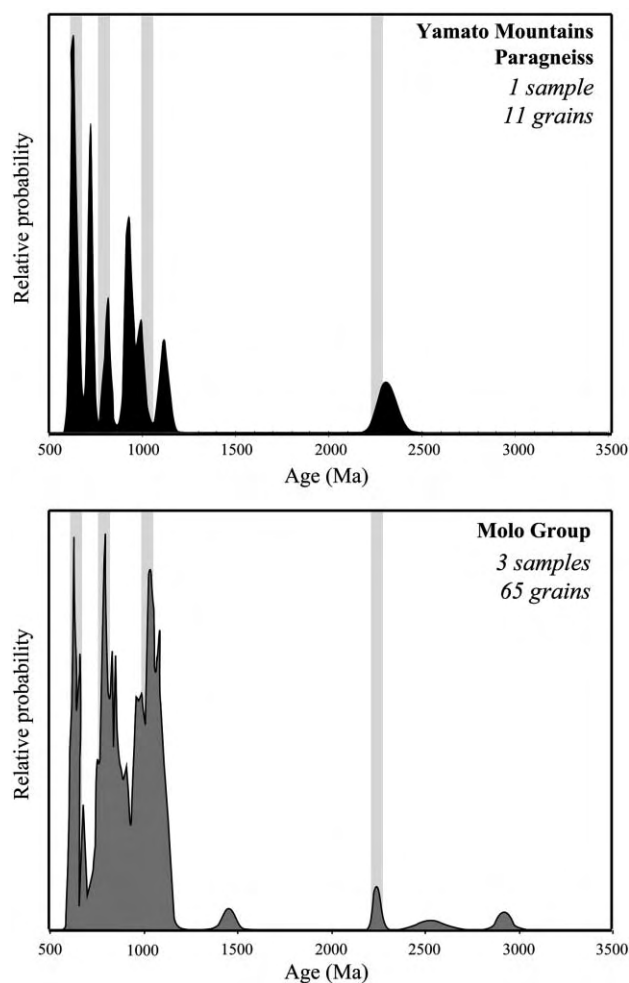 Yamato Mountains
Paragneiss
1 sample
11 grains
Relative probability
500 1000 1500 2000 2500 3000 3500
Age (Ma)
Molo Group
3 samples
65 grains
Relative probability
500 1000 1500 2000 2500 3000 3500
Age (Ma)